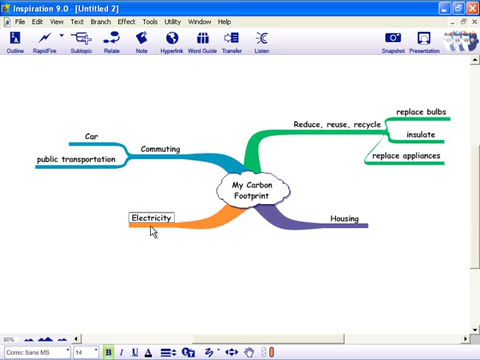 Inspiration 9.0 - [Untitled 2]
File Edit View Text Branch Effect Tools Utility Window Help
Outline RapidFire Subtopic Relate Note Hyperlink Word Guide Transfer Listen Snapshot Presentation
replace bulbs
Reduce, reuse, recycle
Car
insulate
Commuting
public transportation
replace appliances
My Carbon
Footprint
Electricity
Housing
90%
Comic Sans MS 14 B I U A